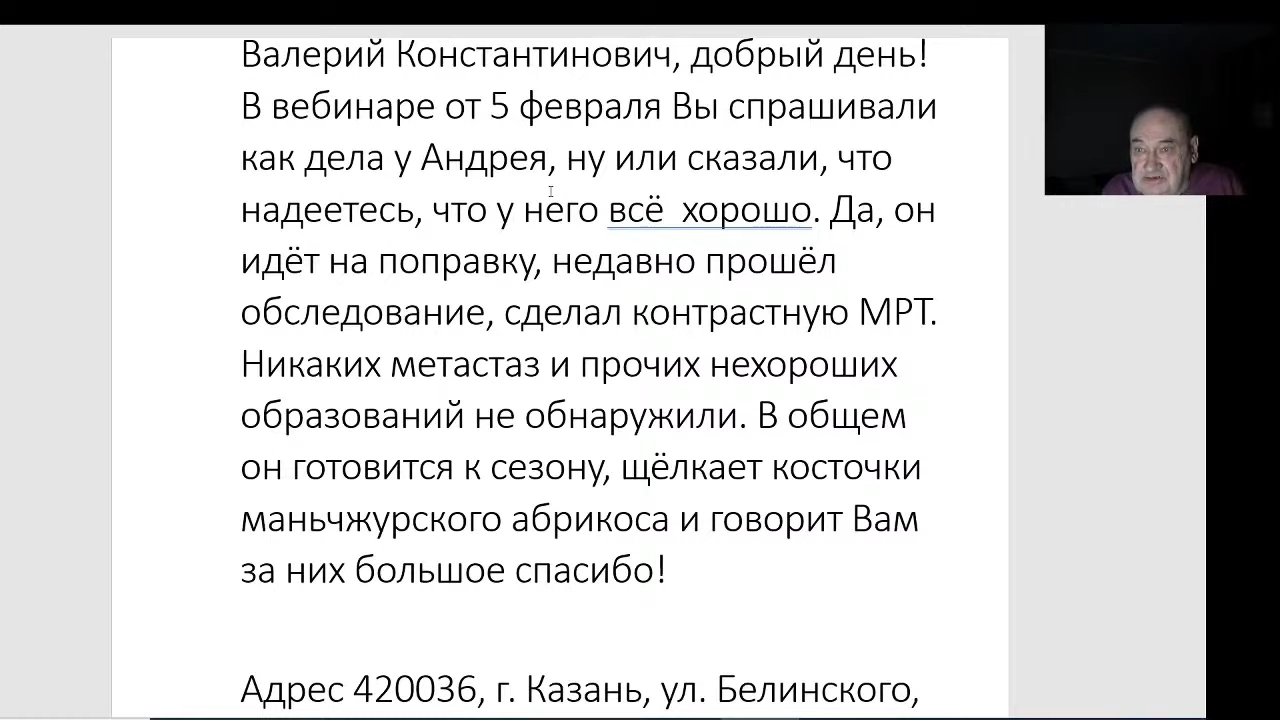 Валерий Константинович, добрый день!
В вебинаре от 5 февраля Вы спрашивали
как дела у Андрея, ну или сказали, что
надеетесь, что у него всё  хорошо. Да, он
идёт на поправку, недавно прошёл
обследование, сделал контрастную МРТ.
Никаких метастаз и прочих нехороших
образований не обнаружили. В общем
он готовится к сезону, щёлкает косточки
маньчжурского абрикоса и говорит Вам
за них большое спасибо!
Адрес 420036, г. Казань, ул. Белинского,